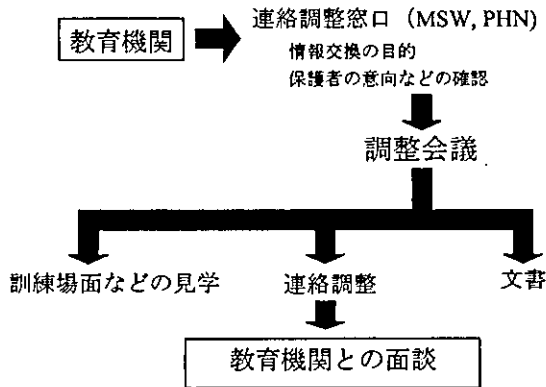 教育機関
連絡調整窓口（MSW, PHN)
情報交換の目的
保護者の意向などの確認
調整会議
訓練場面などの見学
連絡調整
文書
教育機関との面談